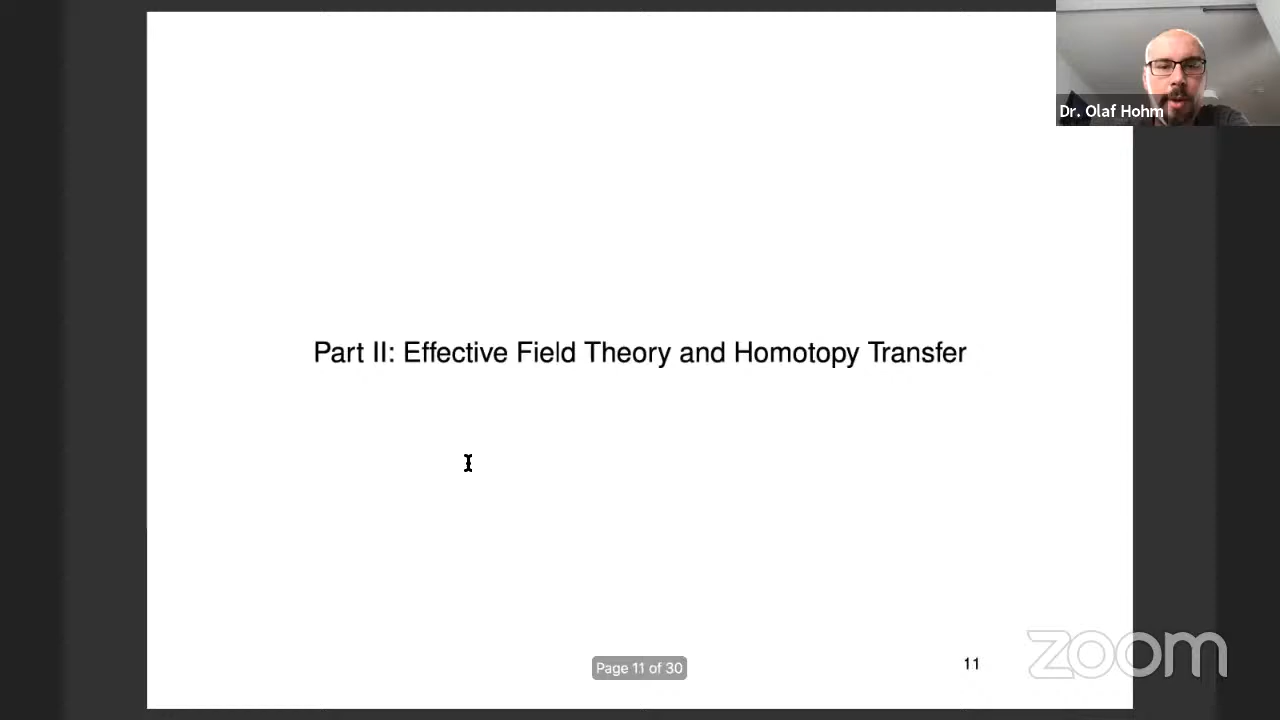 Dr. Olaf Hohm
Part II: Effective Field Theory and Homotopy Transfer
Page 11 of 30
11
zoom